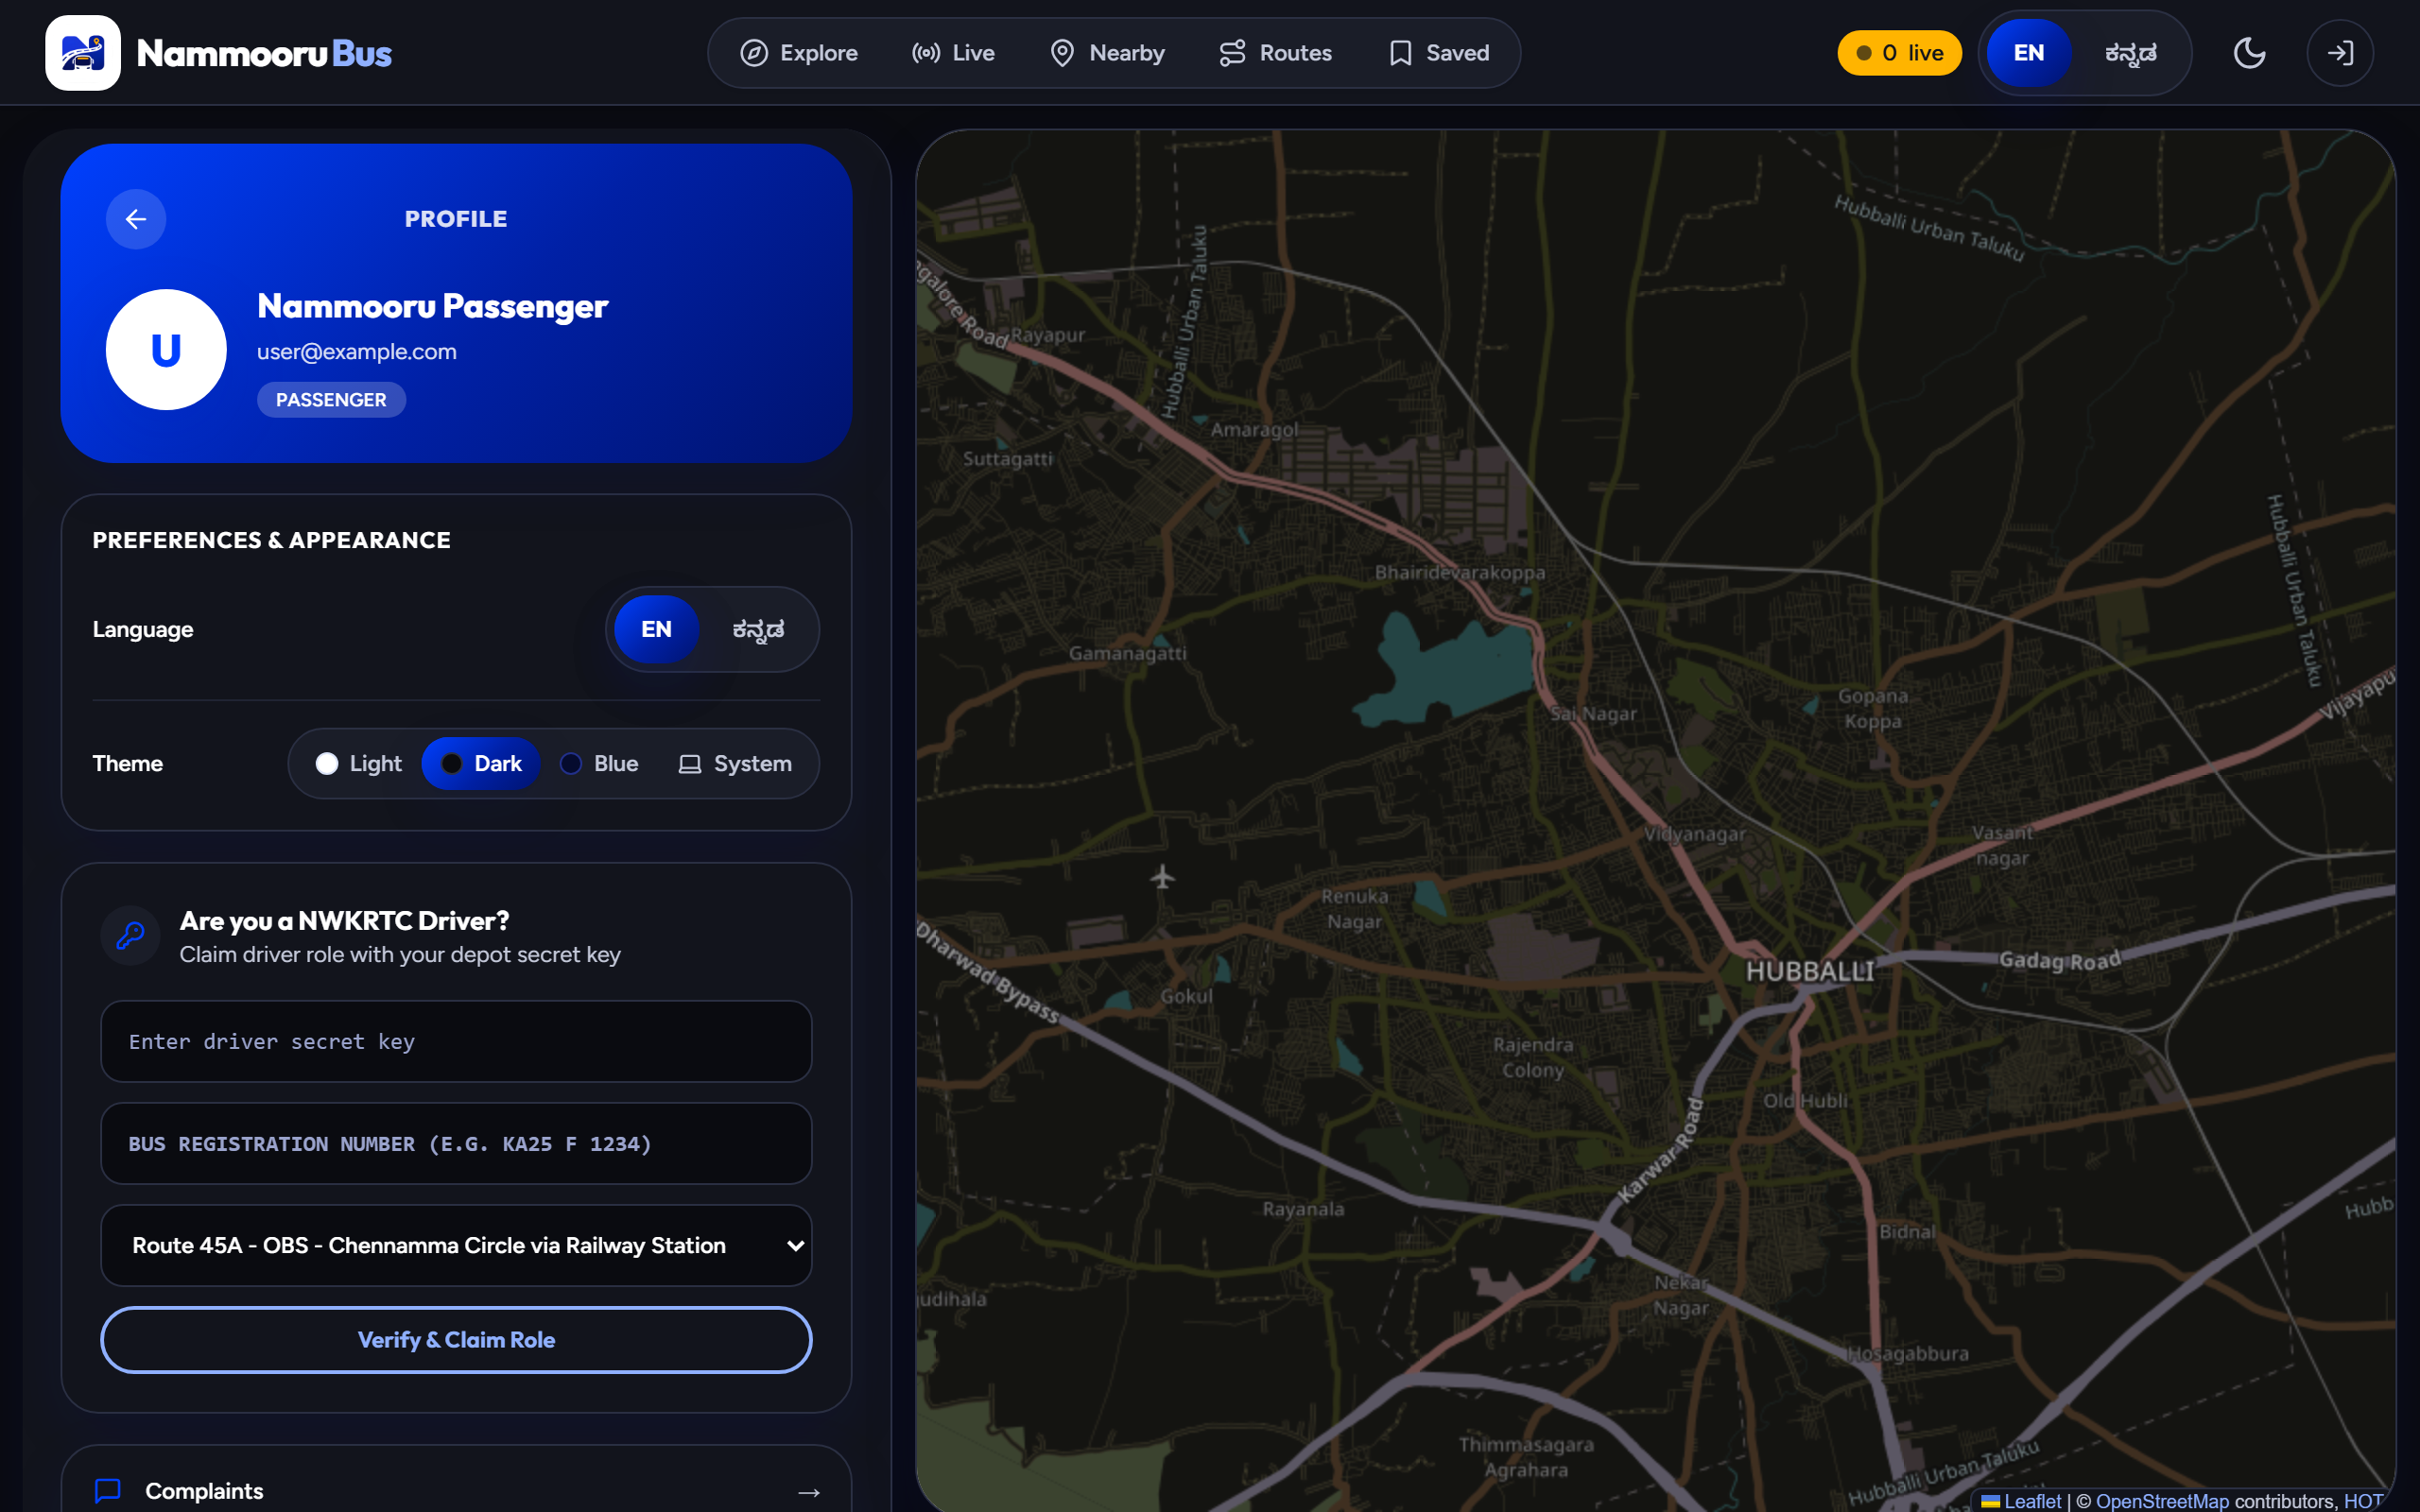 Nammooru Bus
Explore
Live
Nearby
Routes
Saved
0 live
EN
ಕನ್ನಡ
PROFILE
U
Nammooru Passenger
user@example.com
PASSENGER
PREFERENCES & APPEARANCE
Language
EN
ಕನ್ನಡ
Theme
Light
Dark
Blue
System
Are you a NWKRTC Driver?
Claim driver role with your depot secret key
Enter driver secret key
BUS REGISTRATION NUMBER (E.G. KA25 F 1234)
Route 45A - OBS - Chennamma Circle via Railway Station
Verify & Claim Role
Complaints
→
Hubballi Urban Taluku
Hubballi Urban Taluku
galore Road
Rayapur
Amaragol
Suttagatti
Hubballi Urban Taluku
Bhairidevarakoppa
Gamanagatti
Sai Nagar
Gopana
Koppa
Vijayapu
Vidyanagar
Vasant
nagar
Renuka
Nagar
Dharwad Bypass
HUBBALLI
Gadag Road
Gokul
Rajendra
Colony
Old Hubli
Karwar Road
Rayanala
Bidnal
Hubb
Nekar
Nagar
udihala
Hosagabbura
Thimmasagara
Agrahara
Hubballi Urban Taluku
Leaflet | © OpenStreetMap contributors, HOT